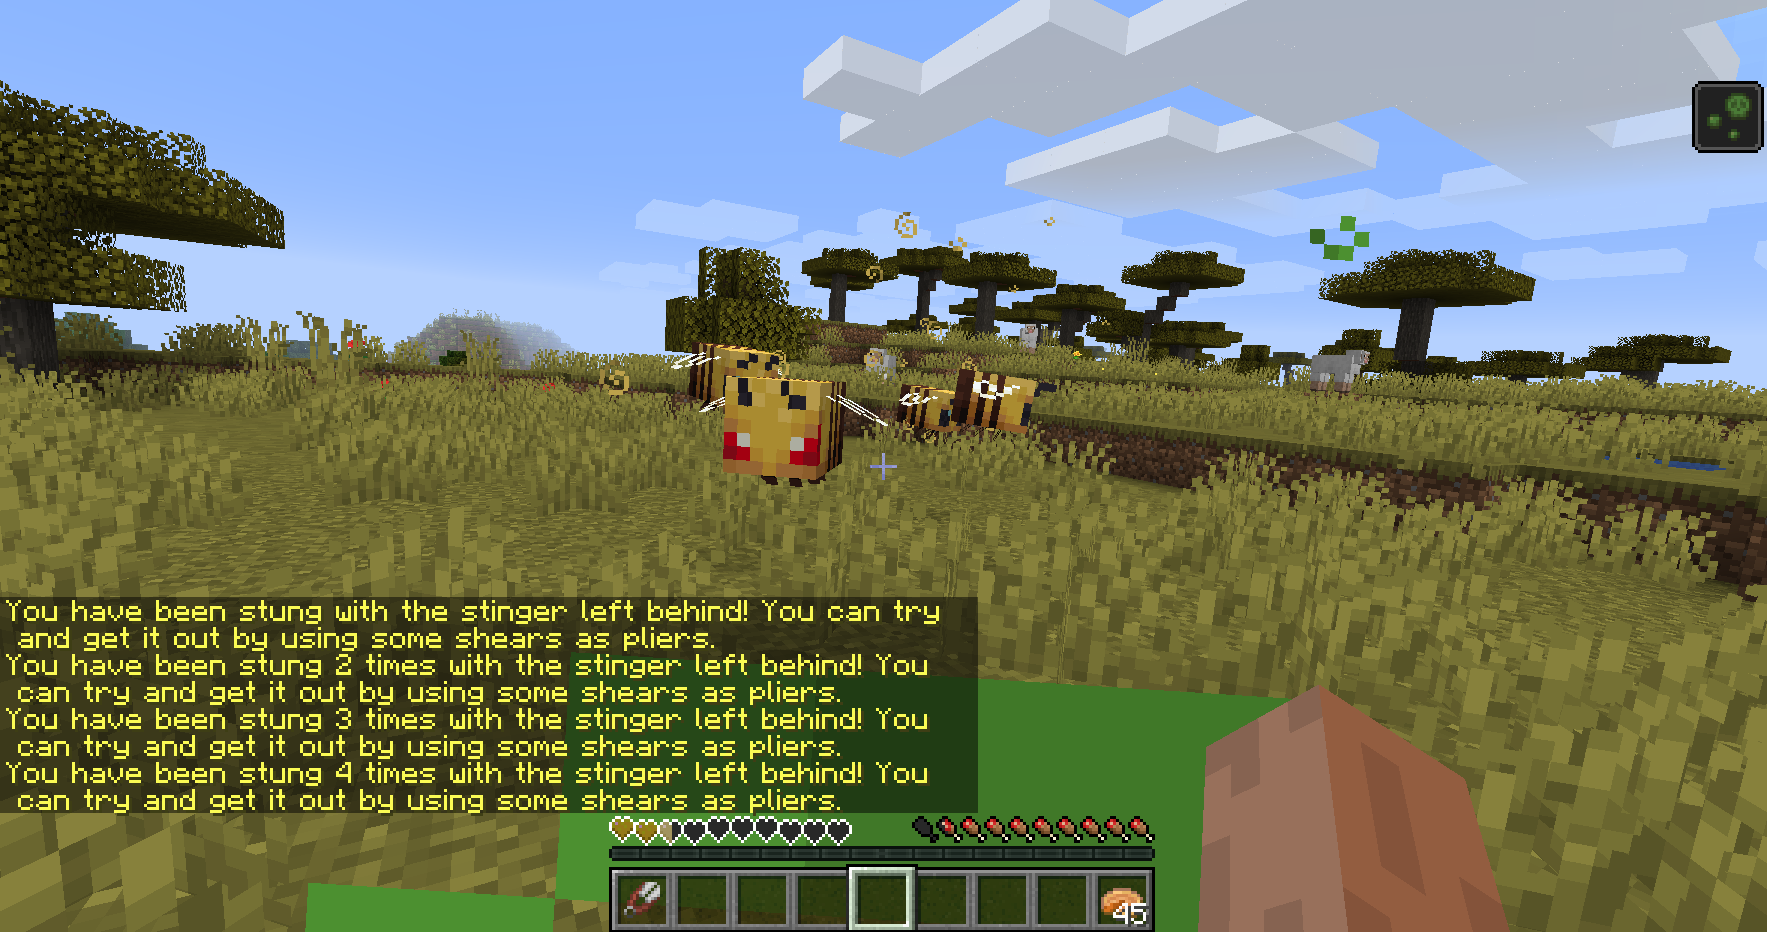 You have been stung with the stinger left behind! You can try
and get it out by using some shears as pliers.
You have been stung 2 times with the stinger left behind! You
can try and get it out by using some shears as pliers.
You have been stung 3 times with the stinger left behind! You
can try and get it out by using some shears as pliers.
You have been stung 4 times with the stinger left behind! You
can try and get it out by using some shears as pliers.
45